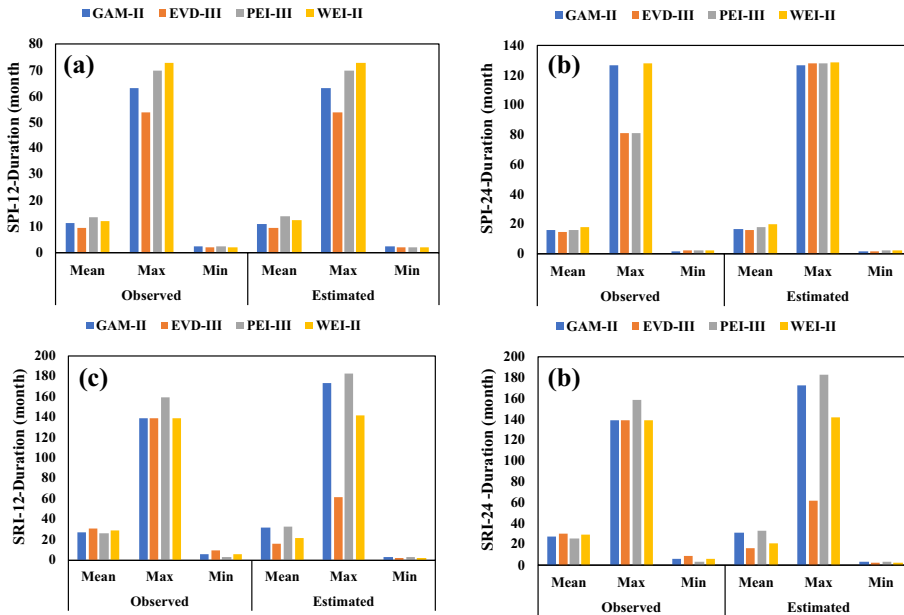 GAM-II EVD-III PEI-III WEI-II
(a)
SPI-12-Duration (month
80
70
60
50
40
30
20
10
0
Mean Max Min Mean Max Min
Observed Estimated
GAM-II EVD-III PEI-III WEI-II
(b)
SPI-24-Duration (month)
140
120
100
80
60
40
20
0
Mean Max Min Mean Max Min
Observed Estimated
GAM-II EVD-III PEI-III WEI-II
(c)
SRI-12-Duration (month)
200
180
160
140
120
100
80
60
40
20
0
Mean Max Min Mean Max Min
Observed Estimated
GAM-II EVD-III PEI-III WEI-II
(b)
SRI-24 -Duration (month)
200
180
160
140
120
100
80
60
40
20
0
Mean Max Min Mean Max Min
Observed Estimated